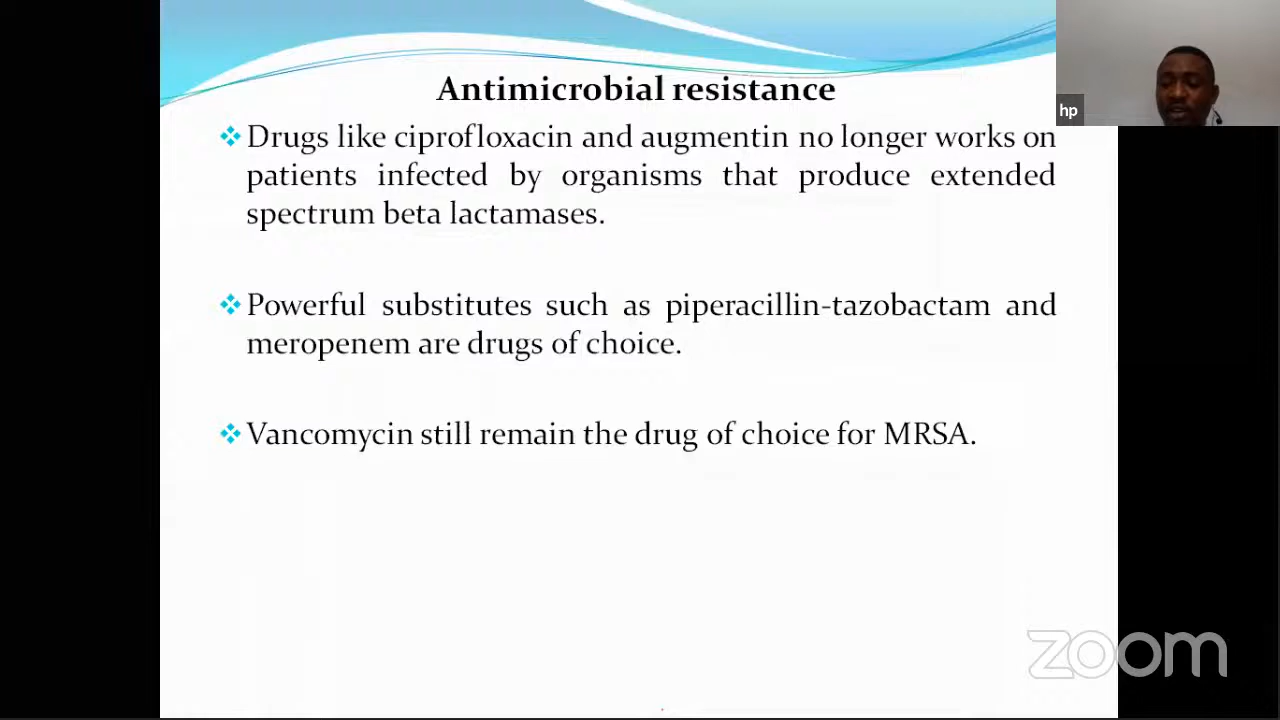 Antimicrobial resistance
Drugs like ciprofloxacin and augmentin no longer works on
patients infected by organisms that produce extended
spectrum beta lactamases.
Powerful substitutes such as piperacillin-tazobactam and
meropenem are drugs of choice.
Vancomycin still remain the drug of choice for MRSA.
hp
zoom